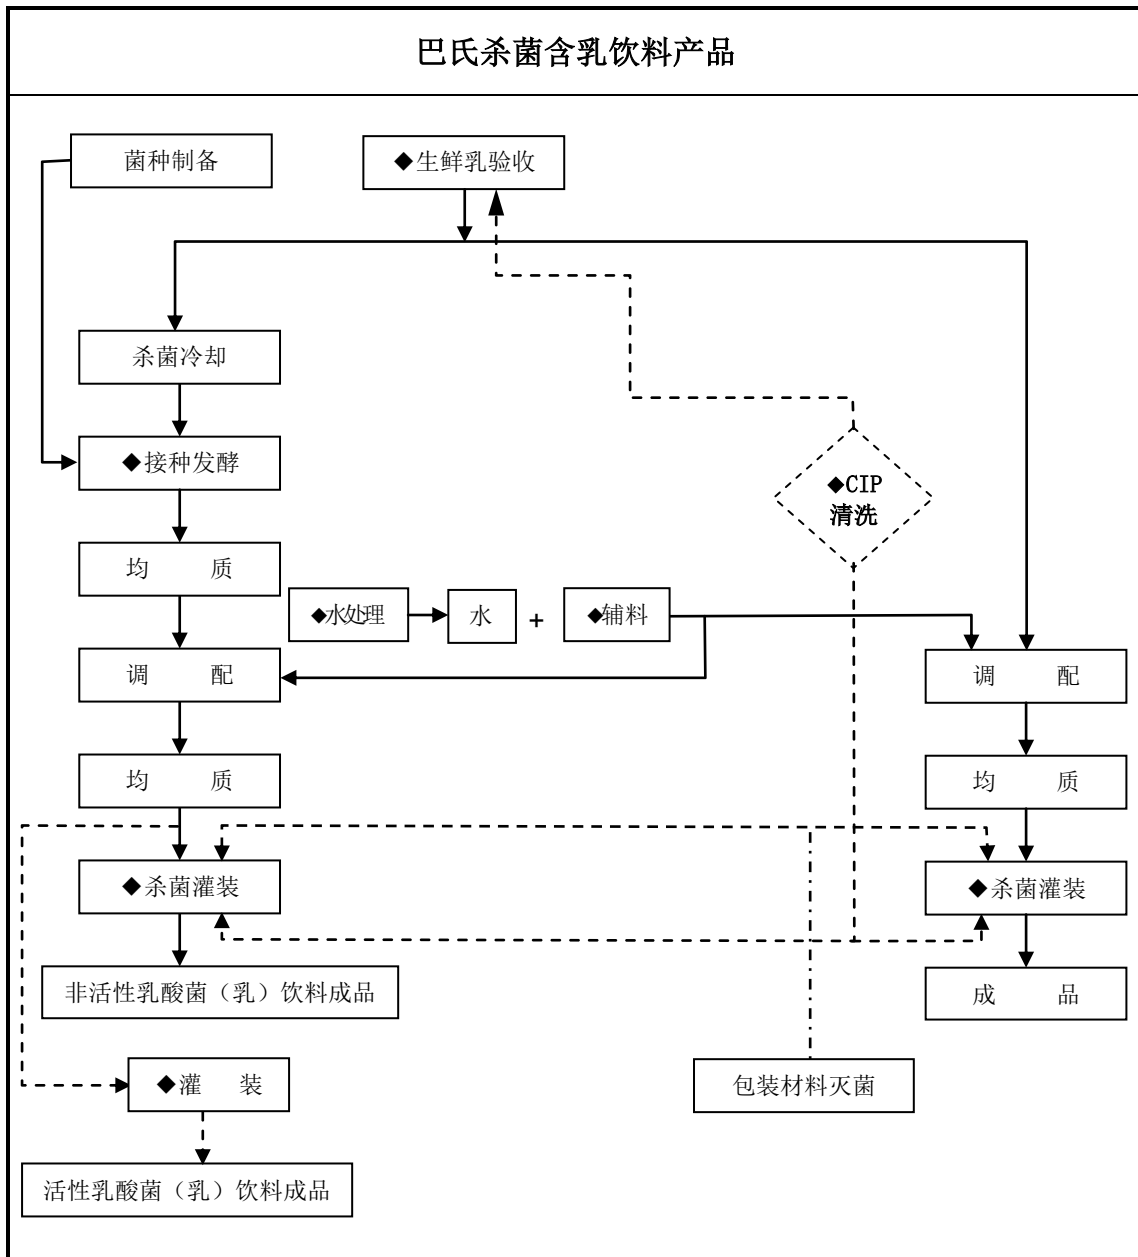 巴氏杀菌含乳饮料产品
菌种制备
◆生鲜乳验收
杀菌冷却
◆接种发酵
◆CIP
清洗
均 质
◆水处理
水
+
◆辅料
调 配
调 配
均 质
均 质
◆杀菌灌装
◆杀菌灌装
非活性乳酸菌（乳）饮料成品
成 品
◆灌 装
包装材料灭菌
活性乳酸菌（乳）饮料成品